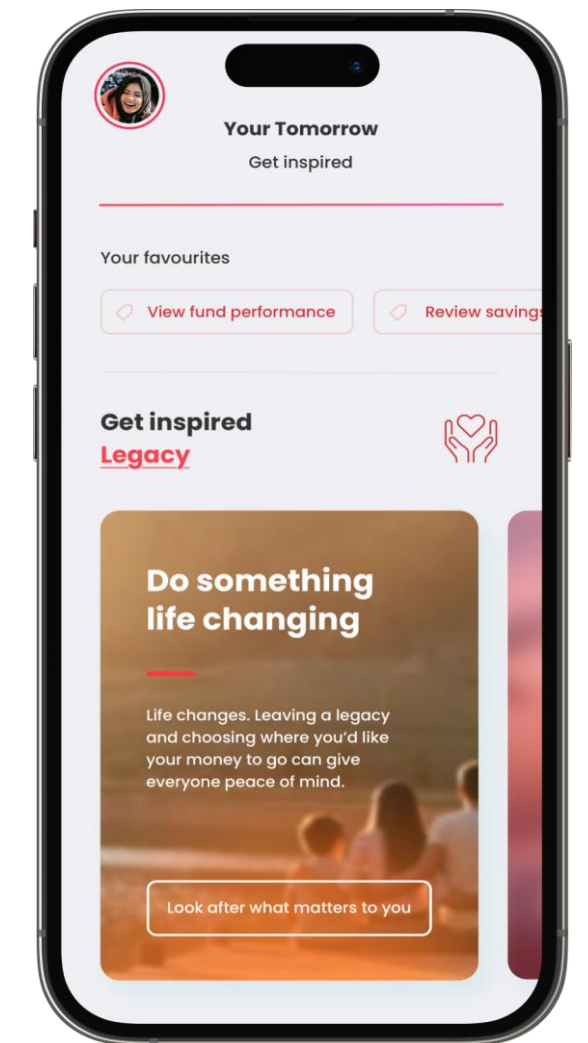 Your Tomorrow
Get inspired
Your favourites
View fund performance
Review savings
Get inspired
Legacy
Do something
life changing
Life changes. Leaving a legacy
and choosing where you'd like
your money to go can give
everyone peace of mind.
Look after what matters to you